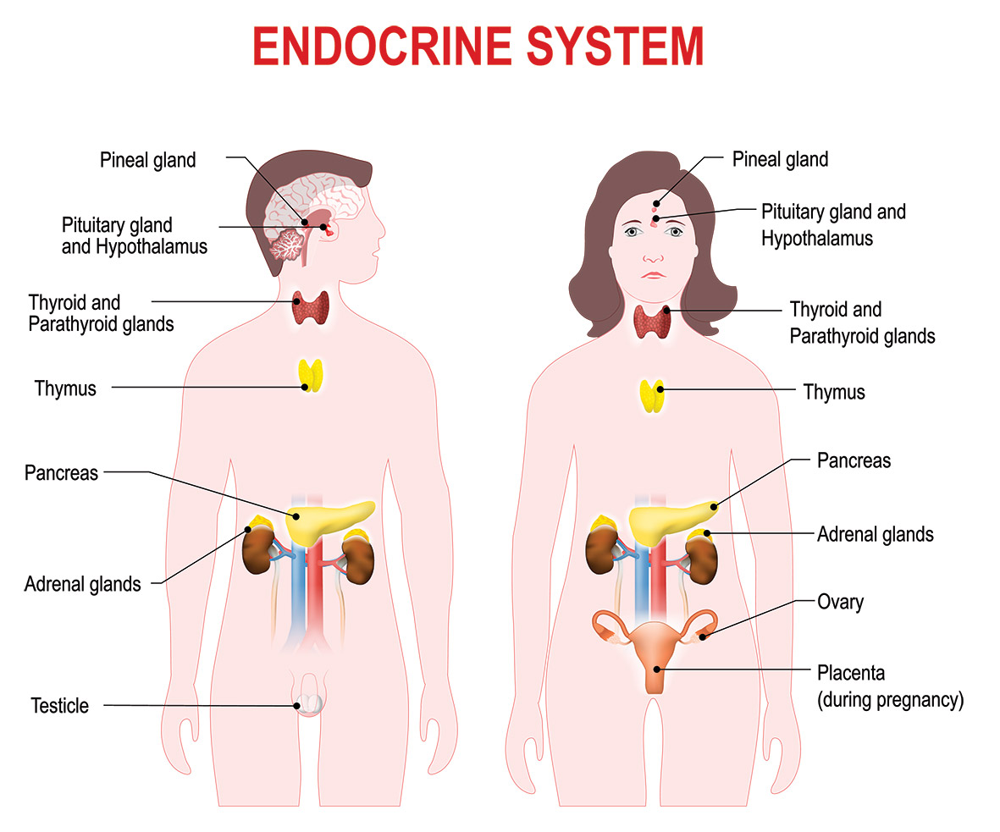 ENDOCRINE SYSTEM
Pineal gland
Pituitary gland
and Hypothalamus
Thyroid and
Parathyroid glands
Thymus
Pancreas
Adrenal glands
Testicle
Pineal gland
Pituitary gland and
Hypothalamus
Thyroid and
Parathyroid glands
Thymus
Pancreas
Adrenal glands
Ovary
Placenta
(during pregnancy)